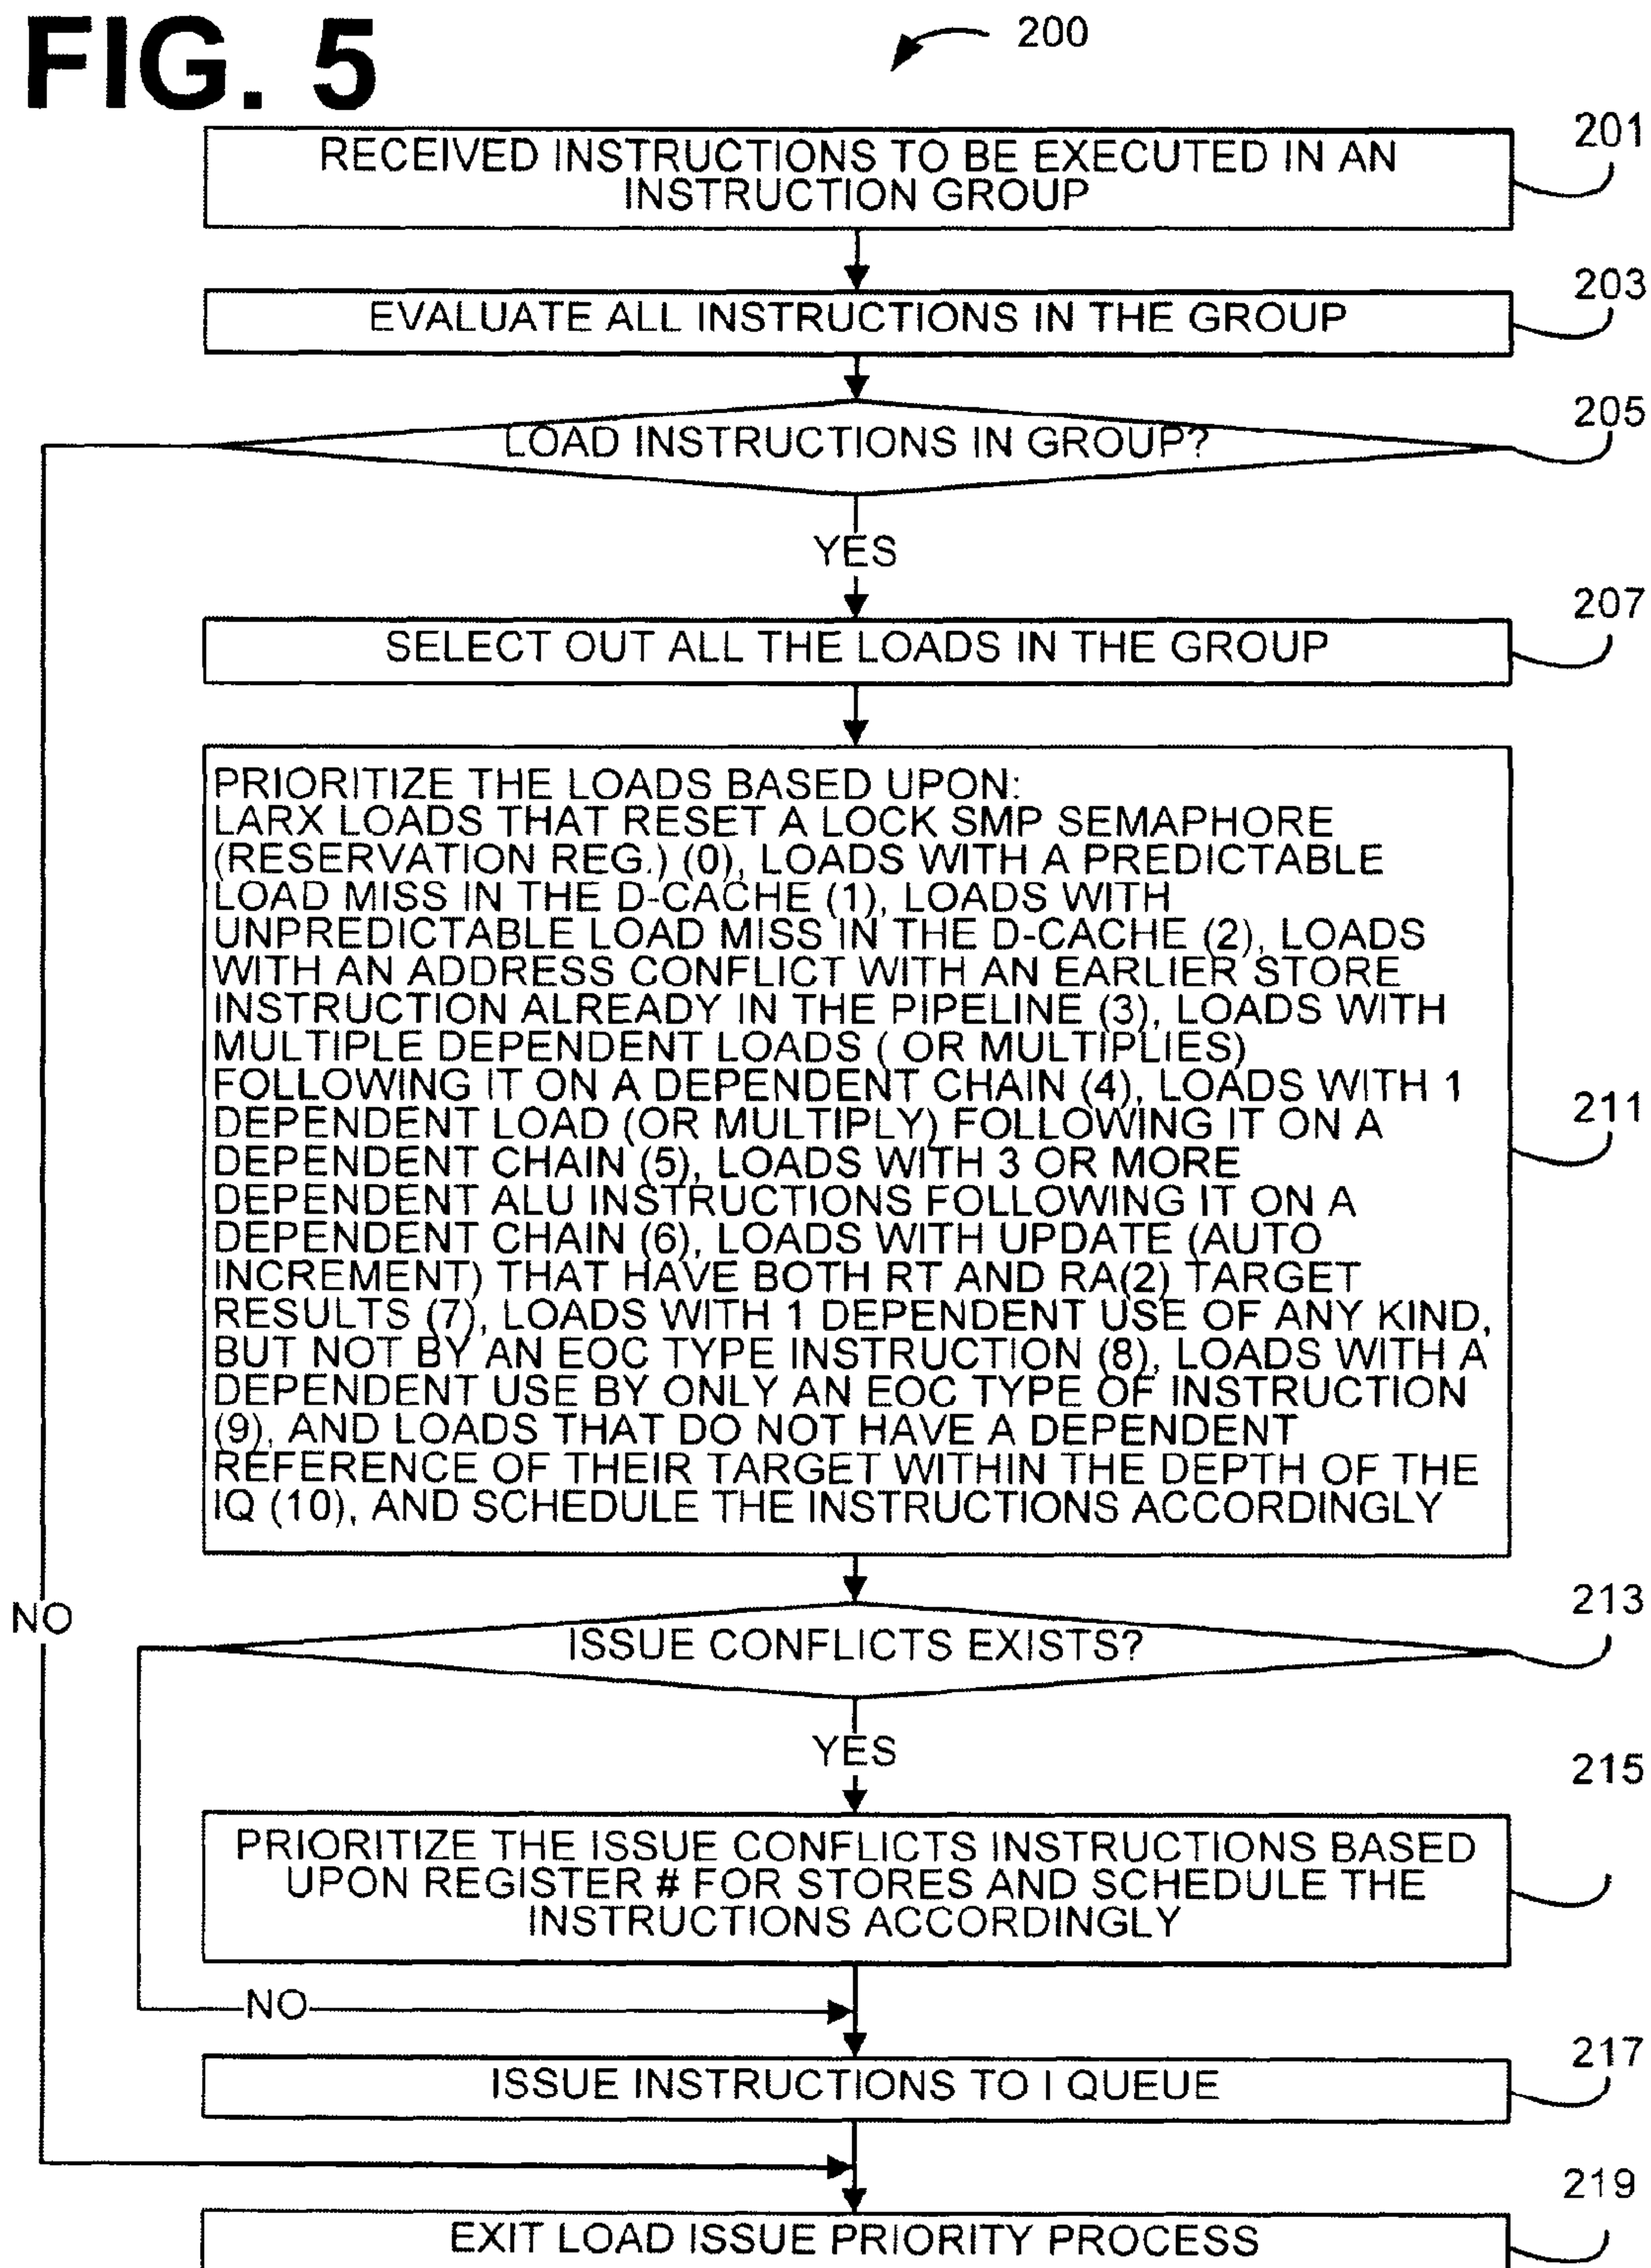 FIG. 5
200
RECEIVED INSTRUCTIONS TO BE EXECUTED IN AN
INSTRUCTION GROUP
201
EVALUATE ALL INSTRUCTIONS IN THE GROUP
203
LOAD INSTRUCTIONS IN GROUP?
205
YES
SELECT OUT ALL THE LOADS IN THE GROUP
207
PRIORITIZE THE LOADS BASED UPON:
LARX LOADS THAT RESET A LOCK SMP SEMAPHORE
(RESERVATION REG.) (0), LOADS WITH A PREDICTABLE
LOAD MISS IN THE D-CACHE (1), LOADS WITH
UNPREDICTABLE LOAD MISS IN THE D-CACHE (2), LOADS
WITH AN ADDRESS CONFLICT WITH AN EARLIER STORE
INSTRUCTION ALREADY IN THE PIPELINE (3), LOADS WITH
MULTIPLE DEPENDENT LOADS ( OR MULTIPLIES)
FOLLOWING IT ON A DEPENDENT CHAIN (4), LOADS WITH 1
DEPENDENT LOAD (OR MULTIPLY) FOLLOWING IT ON A
DEPENDENT CHAIN (5), LOADS WITH 3 OR MORE
DEPENDENT ALU INSTRUCTIONS FOLLOWING IT ON A
DEPENDENT CHAIN (6), LOADS WITH UPDATE (AUTO
INCREMENT) THAT HAVE BOTH RT AND RA(2) TARGET
RESULTS (7), LOADS WITH 1 DEPENDENT USE OF ANY KIND,
BUT NOT BY AN EOC TYPE INSTRUCTION (8), LOADS WITH A
DEPENDENT USE BY ONLY AN EOC TYPE OF INSTRUCTION
(9), AND LOADS THAT DO NOT HAVE A DEPENDENT
REFERENCE OF THEIR TARGET WITHIN THE DEPTH OF THE
IQ (10), AND SCHEDULE THE INSTRUCTIONS ACCORDINGLY
211
NO
ISSUE CONFLICTS EXISTS?
213
YES
PRIORITIZE THE ISSUE CONFLICTS INSTRUCTIONS BASED
UPON REGISTER # FOR STORES AND SCHEDULE THE
INSTRUCTIONS ACCORDINGLY
215
NO
ISSUE INSTRUCTIONS TO I QUEUE
217
EXIT LOAD ISSUE PRIORITY PROCESS
219